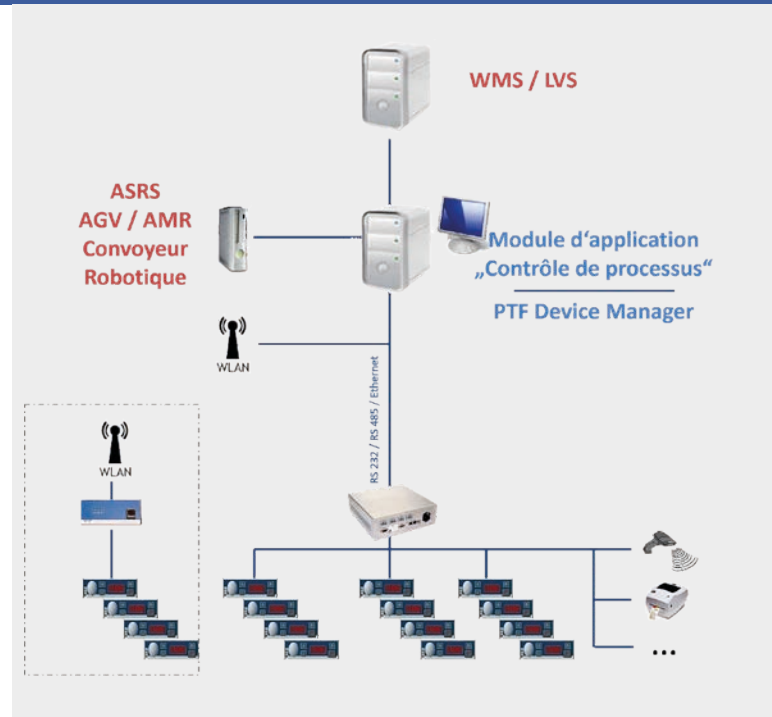 WMS / LVS
ASRS
AGV / AMR
Convoyeur
Robotique
Module d‘application
„Contrôle de processus“
PTF Device Manager
WLAN
RS 232 / RS 485 / Ethernet
WLAN
...